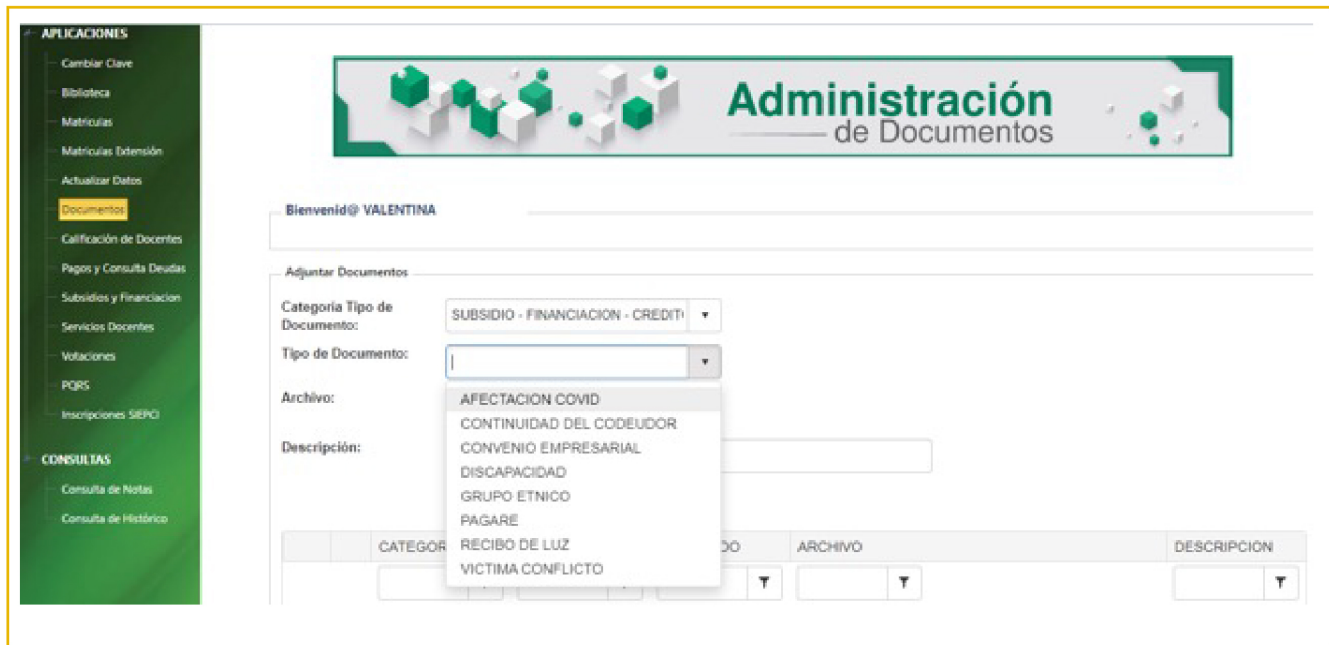 APLICACIONES
Cambiar Clave
Biblioteca
Matriculas
Matriculas Extensión
Actualizar Datos
Documentos
Calificación de Docentes
Pagos y Consulta Deudas
Subsidios y Financiacion
Servicios Docentes
Votaciones
PQRS
Inscripciones SIEPCI
CONSULTAS
Consulta de Notas
Consulta de Histórico
Administración
de Documentos
Bienvenid@ VALENTINA
Adjuntar Documentos
Categoría Tipo de
Documento:
SUBSIDIO - FINANCIACION - CREDIT
Tipo de Documento:
Archivo:
Descripción:
AFECTACION COVID
CONTINUIDAD DEL CODEUDOR
CONVENIO EMPRESARIAL
DISCAPACIDAD
GRUPO ETNICO
PAGARE
RECIBO DE LUZ
VICTIMA CONFLICTO
CATEGOR DO ARCHIVO DESCRIPCION